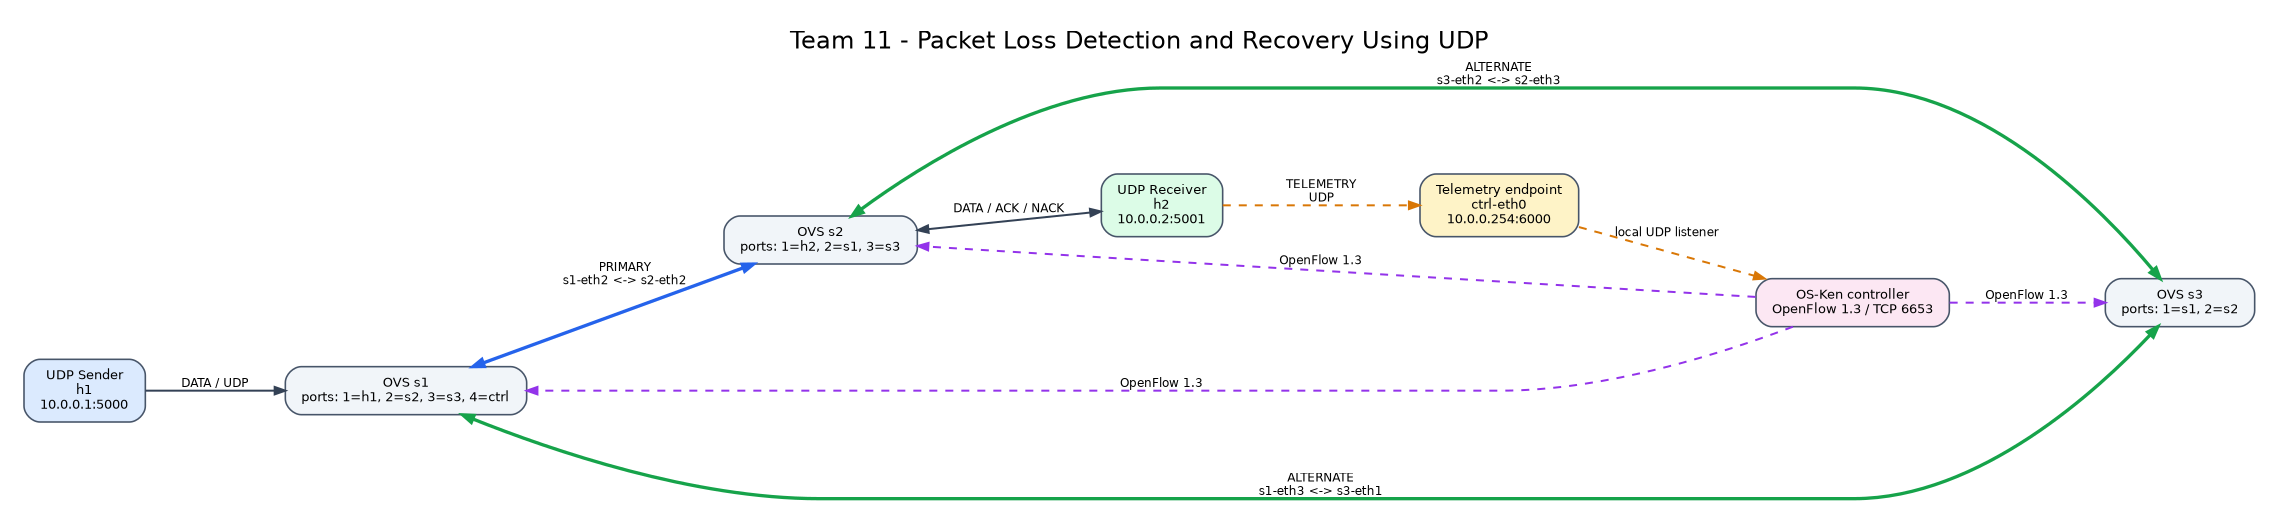 Team 11 - Packet Loss Detection and Recovery Using UDP
ALTERNATE
s3-eth2 <-> s2-eth3
UDP Receiver
h2
10.0.0.2:5001
TELEMETRY
UDP
Telemetry endpoint
ctrl-eth0
10.0.0.254:6000
DATA / ACK / NACK
OVS s2
ports: 1=h2, 2=s1, 3=s3
local UDP listener
OpenFlow 1.3
PRIMARY
s1-eth2 <-> s2-eth2
OS-Ken controller
OpenFlow 1.3 / TCP 6653
OpenFlow 1.3
OVS s3
ports: 1=s1, 2=s2
UDP Sender
h1
10.0.0.1:5000
DATA / UDP
OVS s1
ports: 1=h1, 2=s2, 3=s3, 4=ctrl
OpenFlow 1.3
ALTERNATE
s1-eth3 <-> s3-eth1